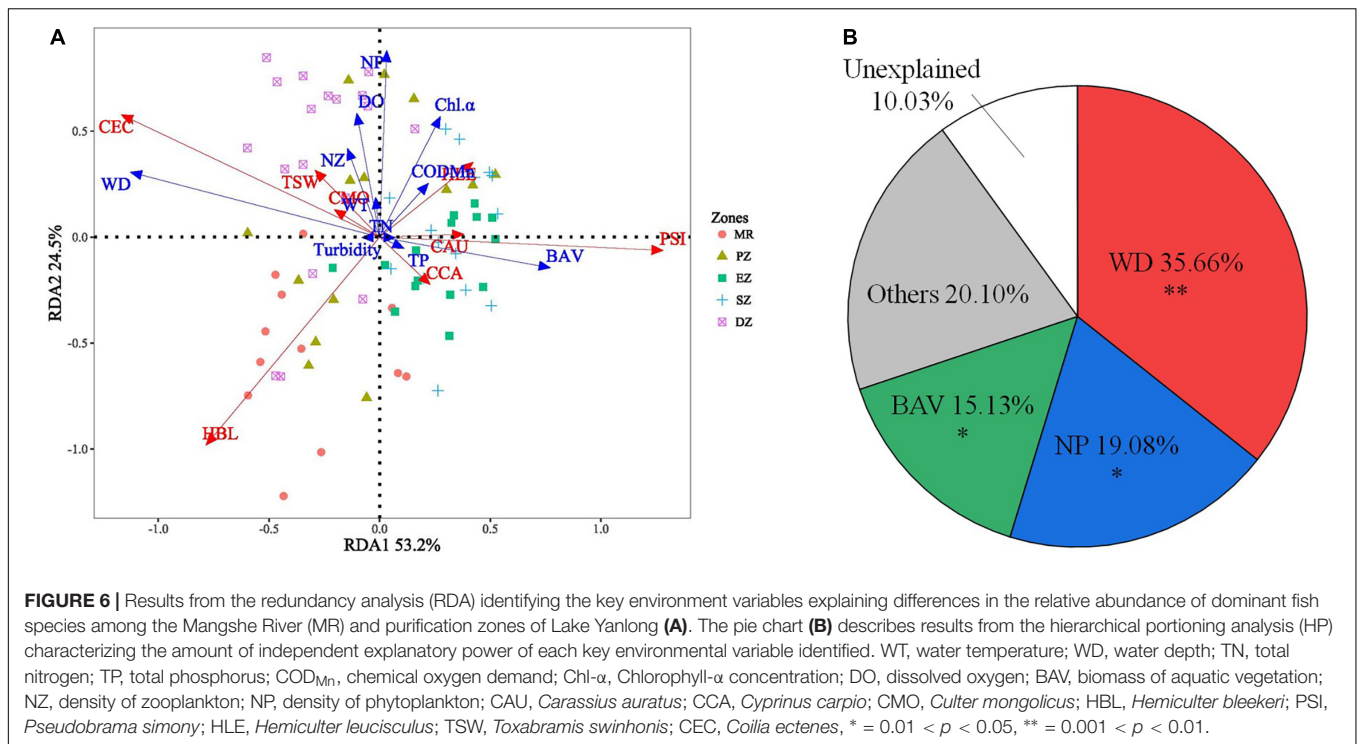 A
B
NP
DO
Chl.α
CEC
NZ
CODMn
HLE
WD
TSW
CMO
WT
TN
Turbidity
CAU
PSI
TP
BAV
CCA
HBL
0.5
0.0
-0.5
-1.0
RDA2 24.5%
-1.0
-0.5
0.0
0.5
1.0
RDA1 53.2%
Zones
MR
PZ
EZ
SZ
DZ
Unexplained
10.03%
WD 35.66%
**
Others 20.10%
BAV 15.13%
*
NP 19.08%
*
FIGURE 6 | Results from the redundancy analysis (RDA) identifying the key environment variables explaining differences in the relative abundance of dominant fish
species among the Mangshe River (MR) and purification zones of Lake Yanlong (A). The pie chart (B) describes results from the hierarchical portioning analysis (HP)
characterizing the amount of independent explanatory power of each key environmental variable identified. WT, water temperature; WD, water depth; TN, total
nitrogen; TP, total phosphorus; CODMn, chemical oxygen demand; Chl-α, Chlorophyll-α concentration; DO, dissolved oxygen; BAV, biomass of aquatic vegetation;
NZ, density of zooplankton; NP, density of phytoplankton; CAU, Carassius auratus; CCA, Cyprinus carpio; CMO, Culter mongolicus; HBL, Hemiculter bleekeri; PSI,
Pseudobrama simony; HLE, Hemiculter leucisculus; TSW, Toxabramis swinhonis; CEC, Coilia ectenes, * = 0.01 < p < 0.05, ** = 0.001 < p < 0.01.